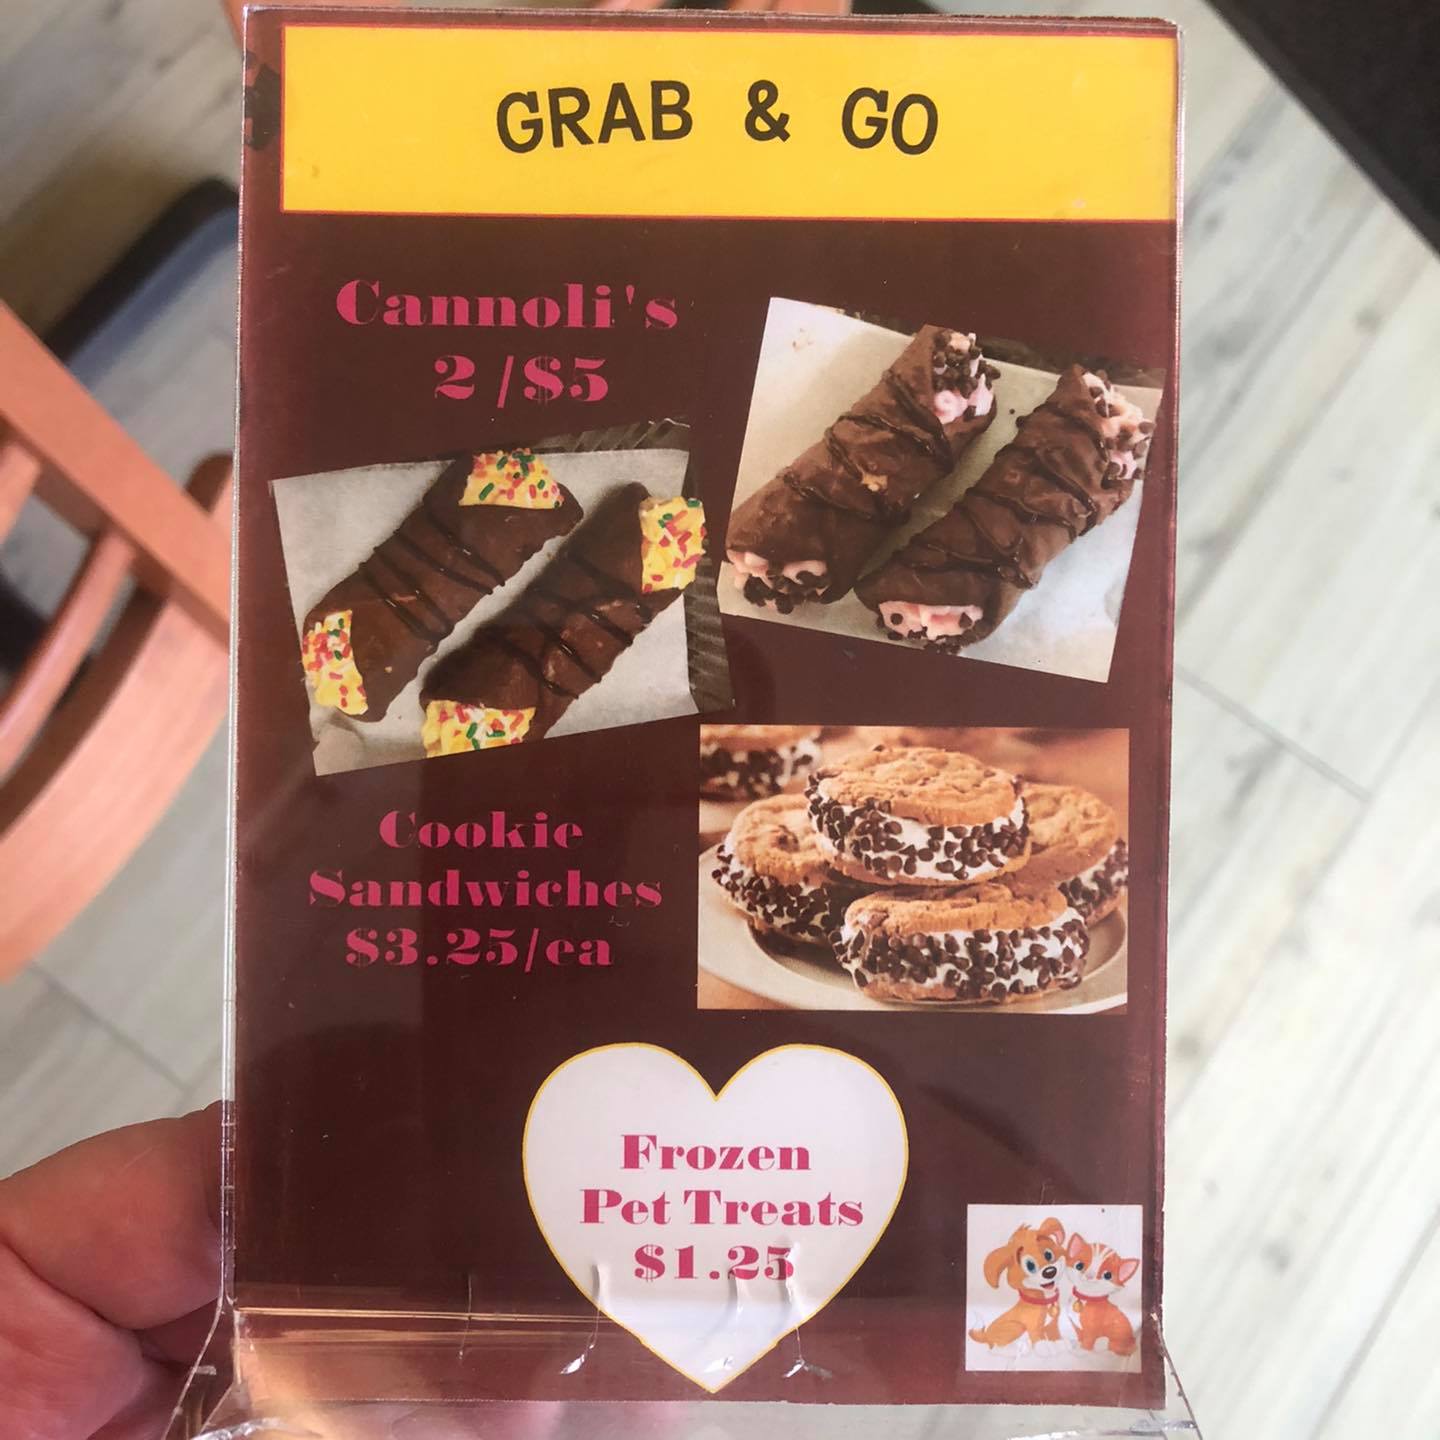 GRAB & GO
Cannoli's
2 /$5
Cookie
Sandwiches
$3.25/ea
Frozen
Pet Treats
$1.25